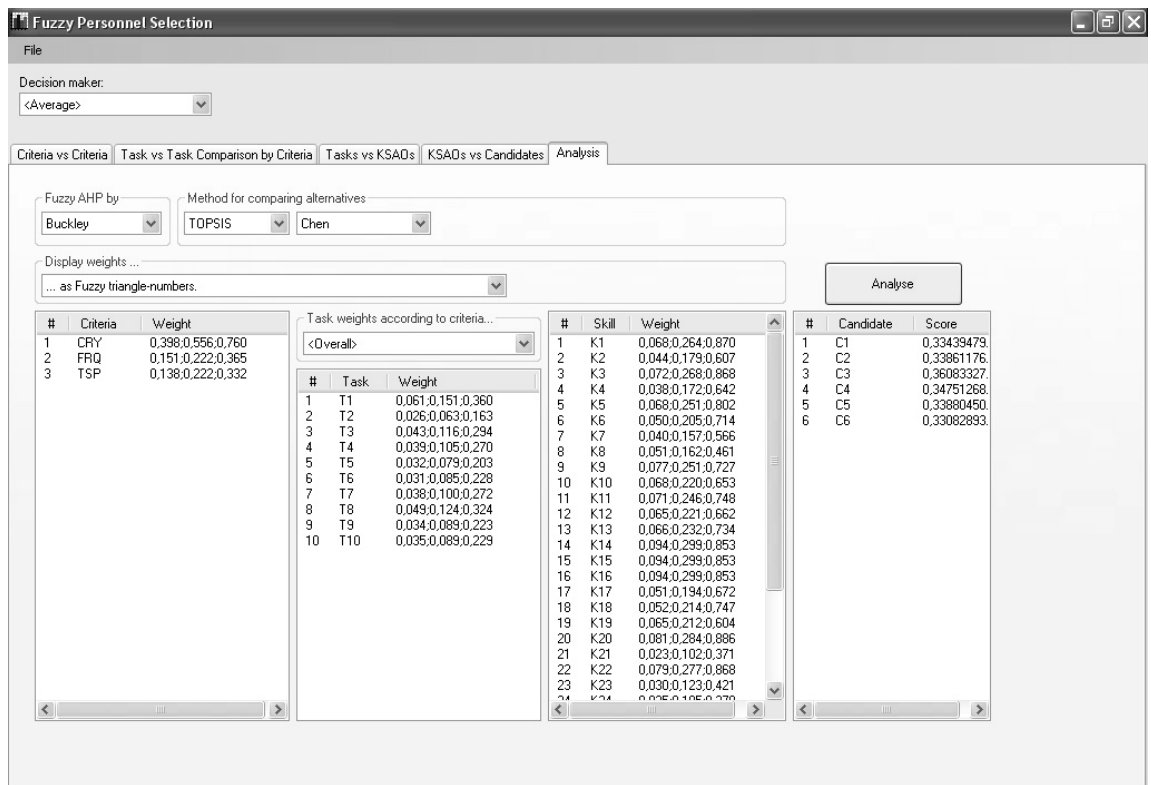 Fuzzy Personnel Selection
File
Decision maker:
<Average>
Criteria vs Criteria Task vs Task Comparison by Criteria Tasks vs KSAOs KSAOs vs Candidates Analysis
Fuzzy AHP by Method for comparing alternatives
Buckley TOPSIS Chen
Display weights ...
... as Fuzzy triangle-numbers.
Analyse
# Criteria Weight
1 CRY 0,398;0,556;0,760
2 FRQ 0,151;0,222;0,365
3 TSP 0,138;0,222;0,332
Task weights according to criteria...
<Overall>
# Task Weight
1 T1 0,061;0,151;0,360
2 T2 0,026;0,063;0,163
3 T3 0,043;0,116;0,294
4 T4 0,039;0,105;0,270
5 T5 0,032;0,079;0,203
6 T6 0,031;0,085;0,228
7 T7 0,038;0,100;0,272
8 T8 0,049;0,124;0,324
9 T9 0,034;0,089;0,223
10 T10 0,035;0,089;0,229
# Skill Weight
1 K1 0,068;0,264;0,870
2 K2 0,044;0,179;0,607
3 K3 0,072;0,268;0,868
4 K4 0,038;0,172;0,642
5 K5 0,068;0,251;0,802
6 K6 0,050;0,205;0,714
7 K7 0,040;0,157;0,566
8 K8 0,051;0,162;0,461
9 K9 0,077;0,251;0,727
10 K10 0,068;0,220;0,653
11 K11 0,071;0,246;0,748
12 K12 0,065;0,221;0,662
13 K13 0,066;0,232;0,734
14 K14 0,094;0,299;0,853
15 K15 0,094;0,299;0,853
16 K16 0,094;0,299;0,853
17 K17 0,051;0,194;0,672
18 K18 0,052;0,214;0,747
19 K19 0,065;0,212;0,604
20 K20 0,081;0,284;0,886
21 K21 0,023;0,102;0,371
22 K22 0,079;0,277;0,868
23 K23 0,030;0,123;0,421
# Candidate Score
1 C1 0,33439479.
2 C2 0,33861176.
3 C3 0,36083327.
4 C4 0,34751268.
5 C5 0,33880450.
6 C6 0,33082893.